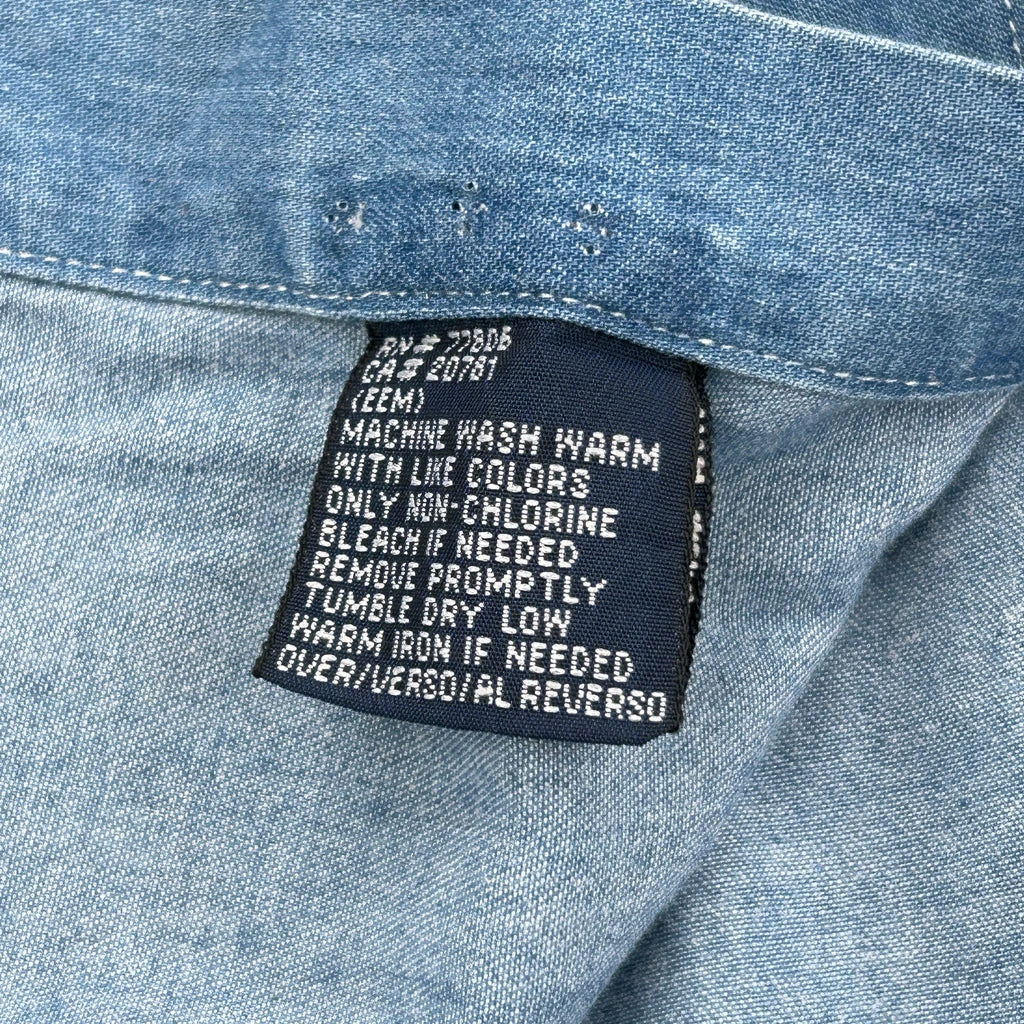 RN# 77806
CA# 20781
(EEM)
MACHINE WASH WARM
WITH LIKE COLORS
ONLY NON-CHLORINE
BLEACH IF NEEDED
REMOVE PROMPTLY
TUMBLE DRY LOW
WARM IRON IF NEEDED
OVER/VERSO/AL REVERSO